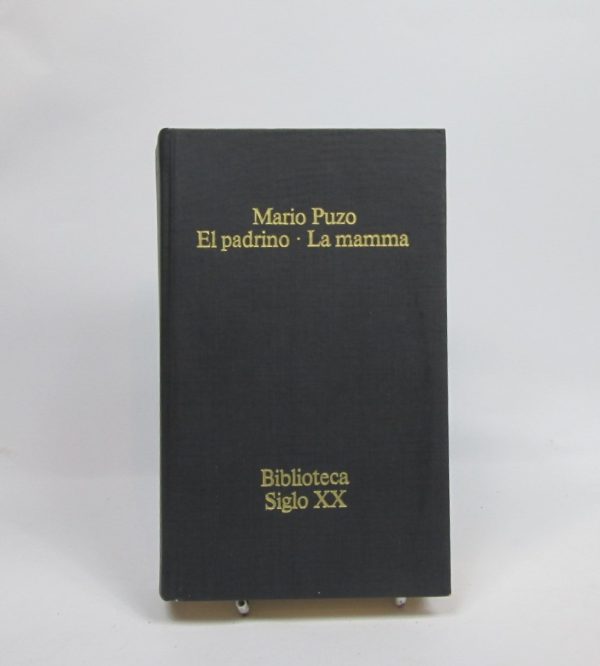 Mario Puzo
El padrino · La mamma
Biblioteca
Siglo XX